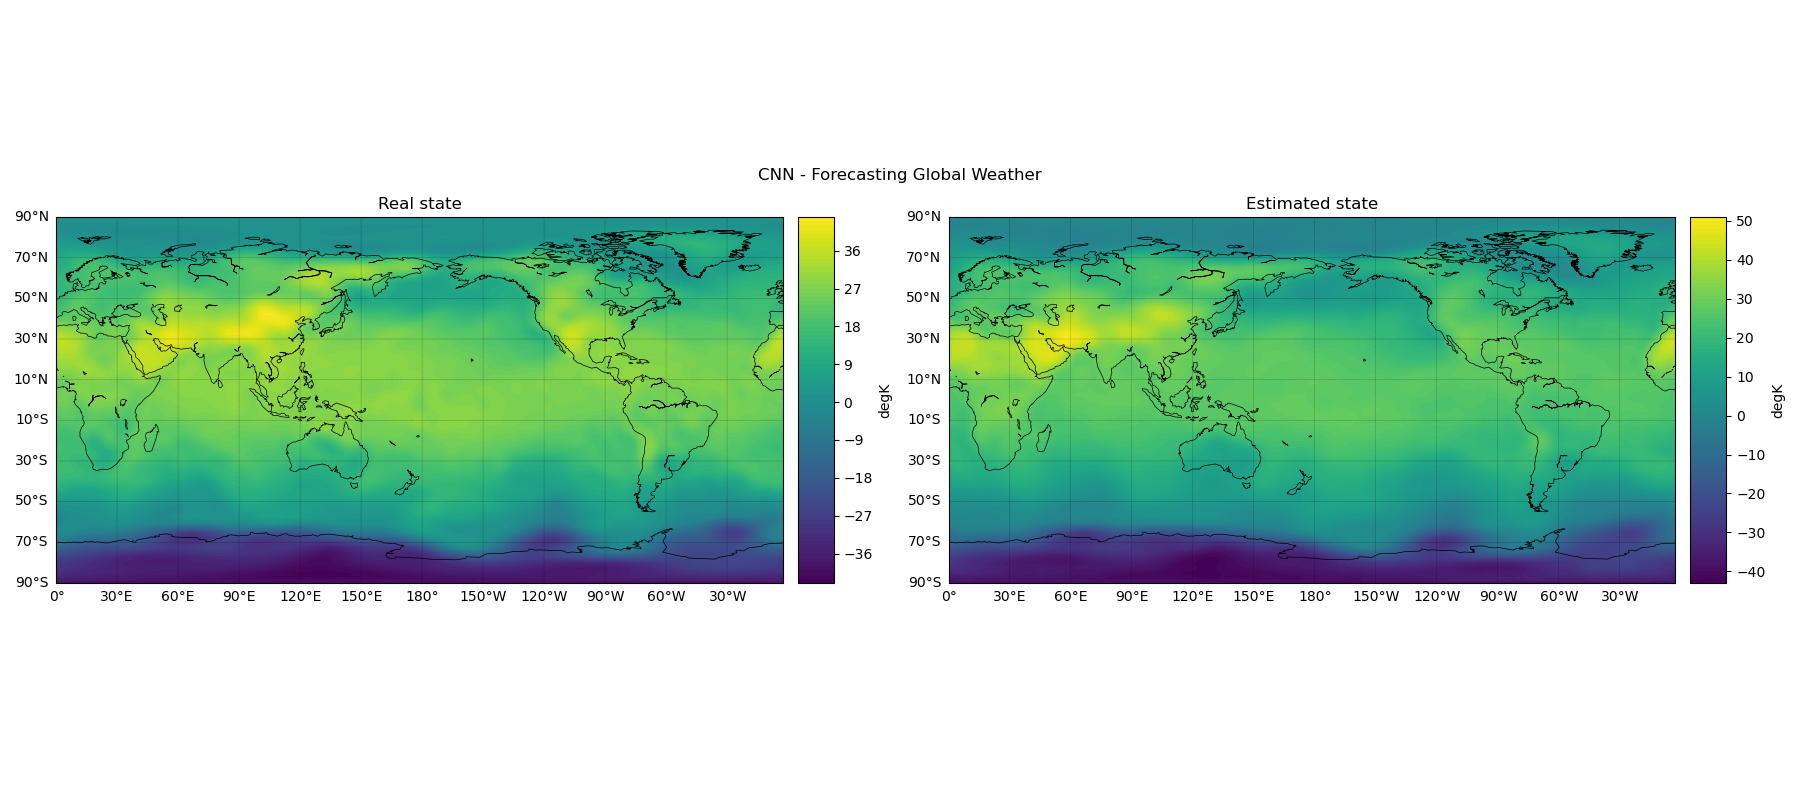 CNN - Forecasting Global Weather
Real state
90°N
70°N
50°N
30°N
10°N
10°S
30°S
50°S
70°S
90°S
0°
30°E
60°E
90°E
120°E
150°E
180°
150°W
120°W
90°W
60°W
30°W
36
27
18
9
0
−9
−18
−27
−36
degK
Estimated state
90°N
70°N
50°N
30°N
10°N
10°S
30°S
50°S
70°S
90°S
0°
30°E
60°E
90°E
120°E
150°E
180°
150°W
120°W
90°W
60°W
30°W
50
40
30
20
10
0
−10
−20
−30
−40
degK